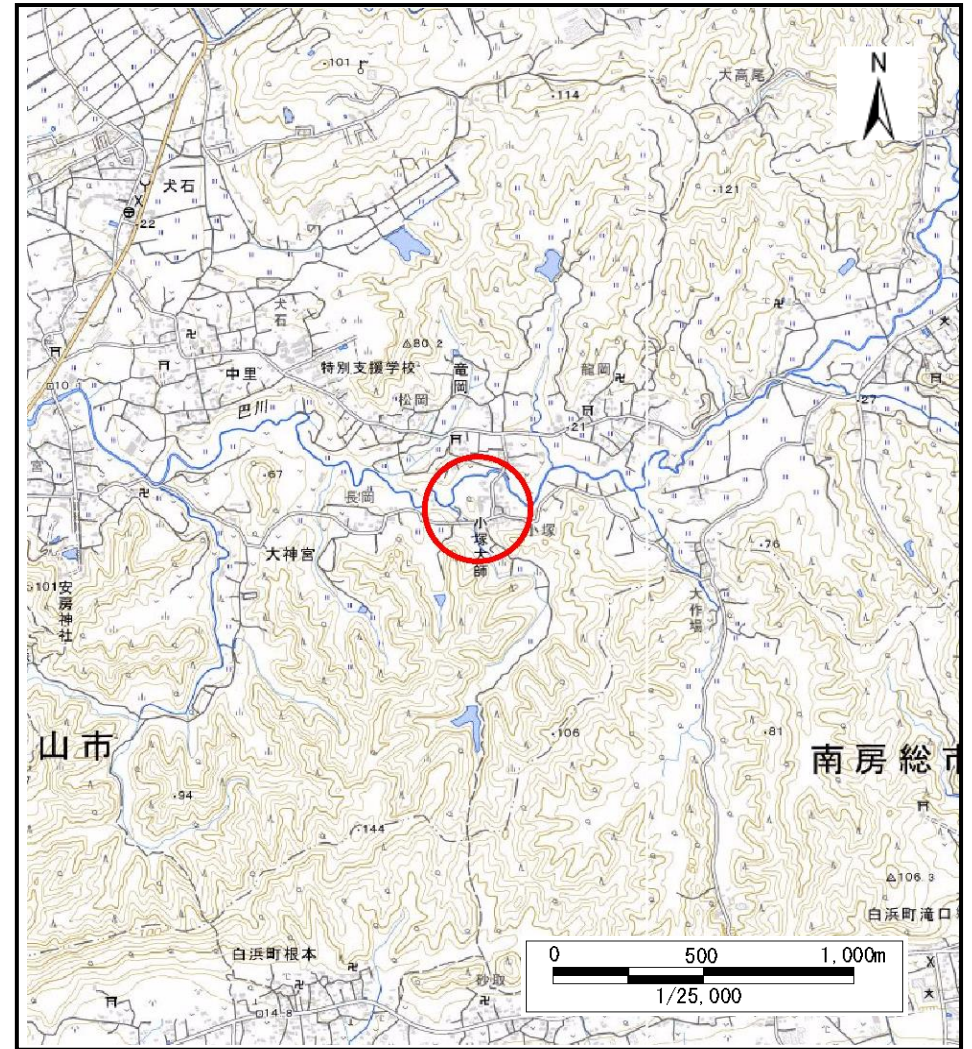 101
N
犬高尾
114
121
犬石
22
犬石
80.2
特別支援学校
竜岡
龍岡
10.1
中里
松岡
巴川
21
27
宮
67
長岡
小塚大師
小塚
大神宮
76
101
安房神社
大作場
山市
106
81
南房総市
94
144
106.3
白浜町滝口
白浜町根本
砂取
14.8
0 500 1,000m
1/25,000